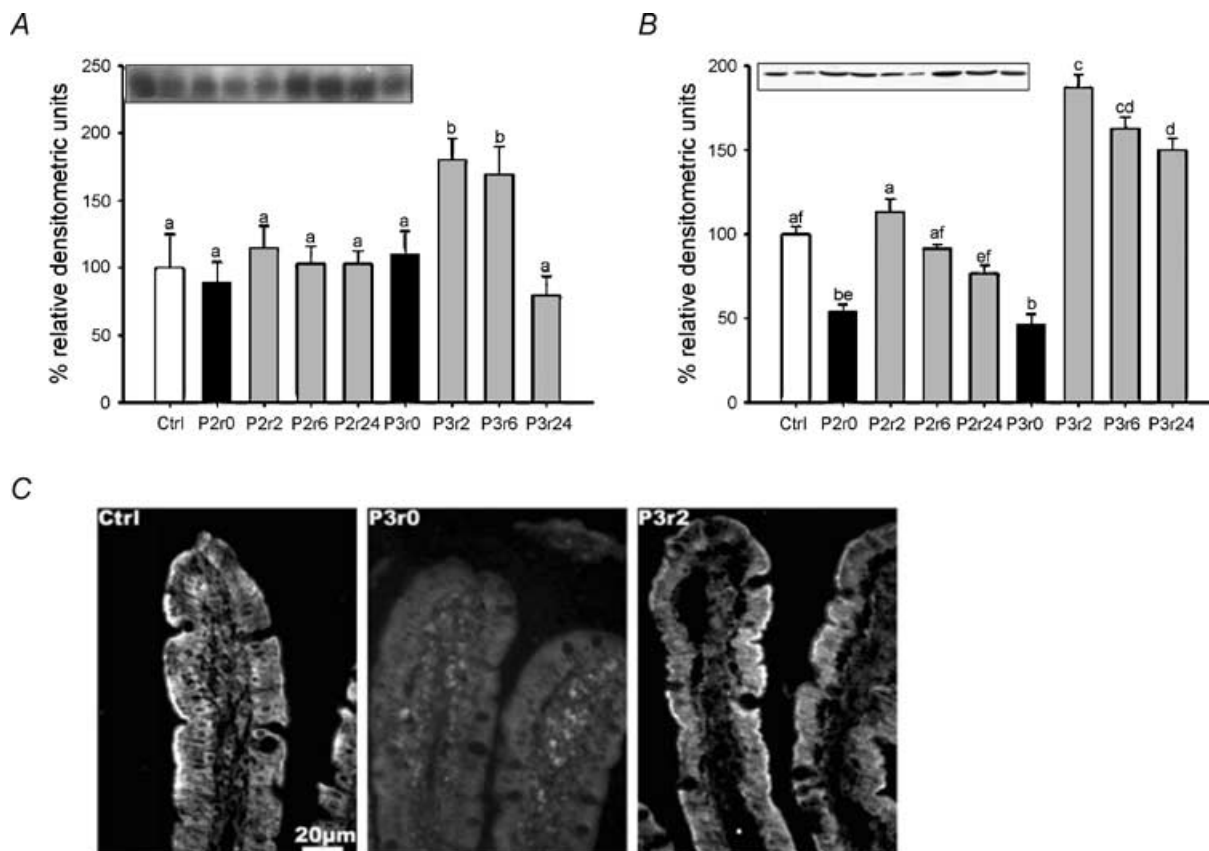 A
% relative densitometric units
250
200
150
100
50
0
a
a
a
a
a
a
b
b
a
Ctrl P2r0 P2r2 P2r6 P2r24 P3r0 P3r2 P3r6 P3r24
B
% relative densitometric units
200
150
100
50
0
af
be
a
af
ef
b
c
cd
d
Ctrl P2r0 P2r2 P2r6 P2r24 P3r0 P3r2 P3r6 P3r24
C
Ctrl
20µm
P3r0
P3r2